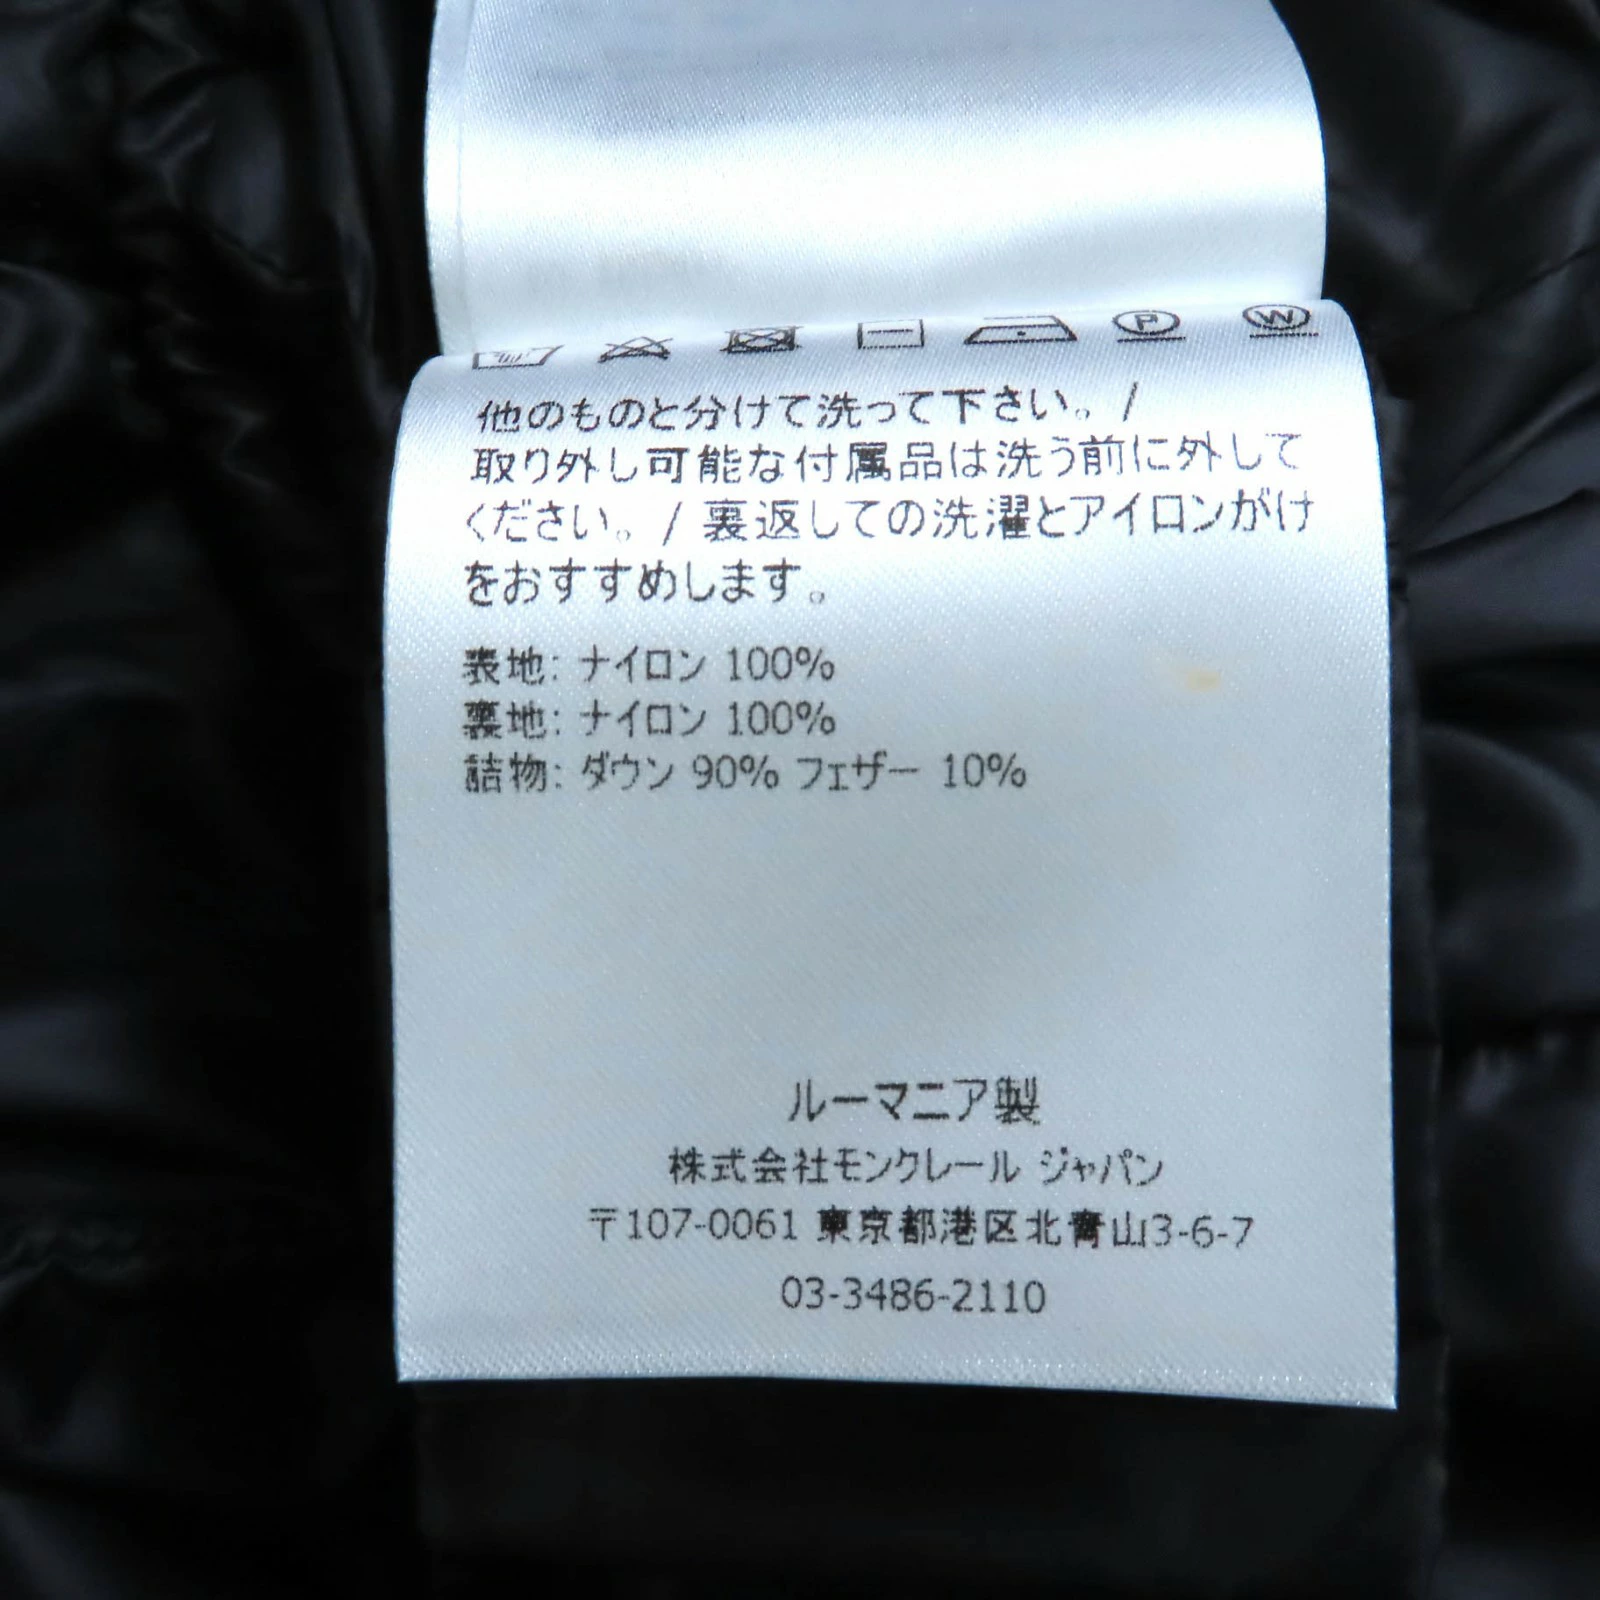 P W
他のものと分けて洗って下さい。/
取り外し可能な付属品は洗う前に外して
ください。/ 裏返しての洗濯とアイロンがけ
をおすすめします。
表地: ナイロン 100%
裏地: ナイロン 100%
詰物: ダウン 90% フェザー 10%
ルーマニア製
株式会社モンクレール ジャパン
〒107-0061 東京都港区北青山3-6-7
03-3486-2110